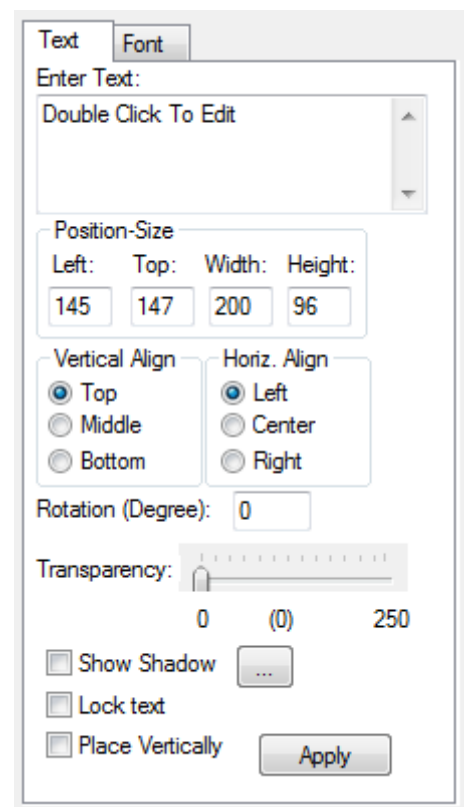 Text Font
Enter Text:
Double Click To Edit
Position-Size
Left: Top: Width: Height:
145 147 200 96
Vertical Align Horiz. Align
Top Left
Middle Center
Bottom Right
Rotation (Degree): 0
Transparency:
0 (0) 250
Show Shadow ...
Lock text
Place Vertically Apply